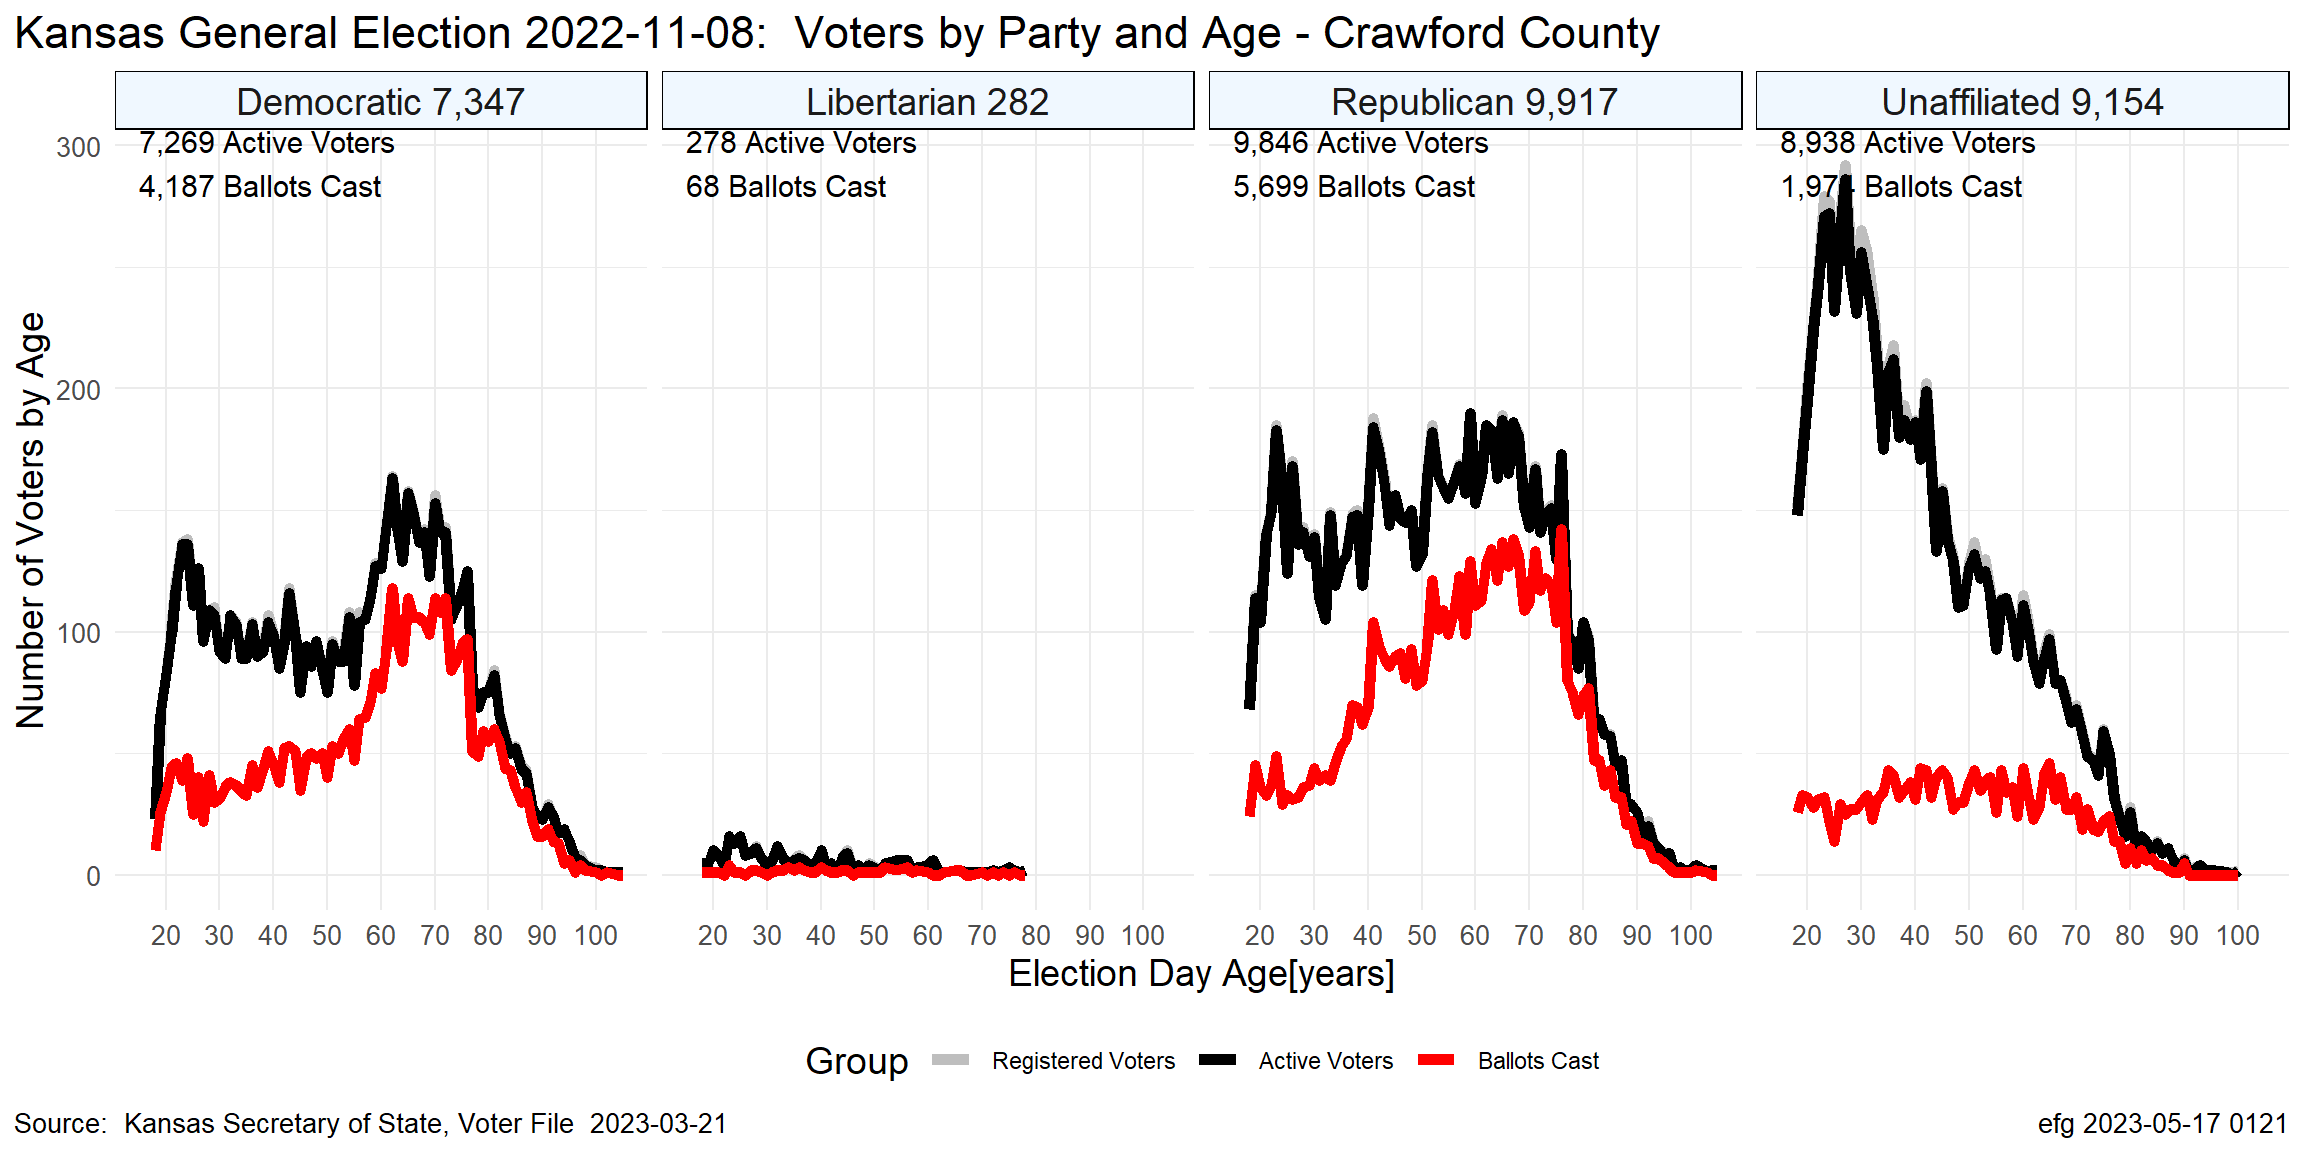 Kansas General Election 2022-11-08:  Voters by Party and Age - Crawford County
Democratic 7,347
Libertarian 282
Republican 9,917
Unaffiliated 9,154
7,269 Active Voters
4,187 Ballots Cast
278 Active Voters
68 Ballots Cast
9,846 Active Voters
5,699 Ballots Cast
8,938 Active Voters
Ballots Cast
Number of Voters by Age
300
200
100
0
20 30 40 50 60 70 80 90 100
20 30 40 50 60 70 80 90 100
20 30 40 50 60 70 80 90 100
20 30 40 50 60 70 80 90 100
Election Day Age[years]
Group Registered Voters Active Voters Ballots Cast
Source:  Kansas Secretary of State, Voter File  2023-03-21
efg 2023-05-17 0121